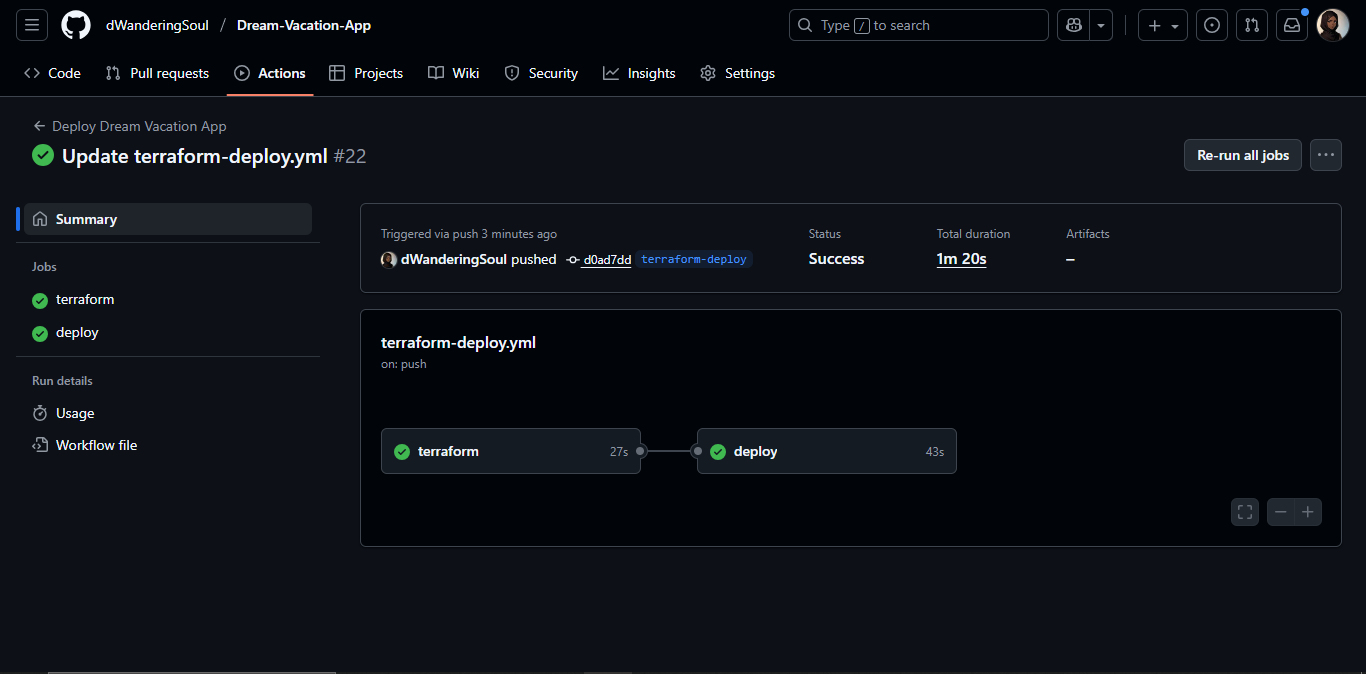 dWanderingSoul / Dream-Vacation-App
Type / to search
Code Pull requests Actions Projects Wiki Security Insights Settings
Deploy Dream Vacation App
Update terraform-deploy.yml #22
Re-run all jobs
Summary
Jobs
terraform
deploy
Run details
Usage
Workflow file
Triggered via push 3 minutes ago
dWanderingSoul pushed d0ad7dd terraform-deploy
Status
Success
Total duration
1m 20s
Artifacts
–
terraform-deploy.yml
on: push
terraform 27s
deploy 43s